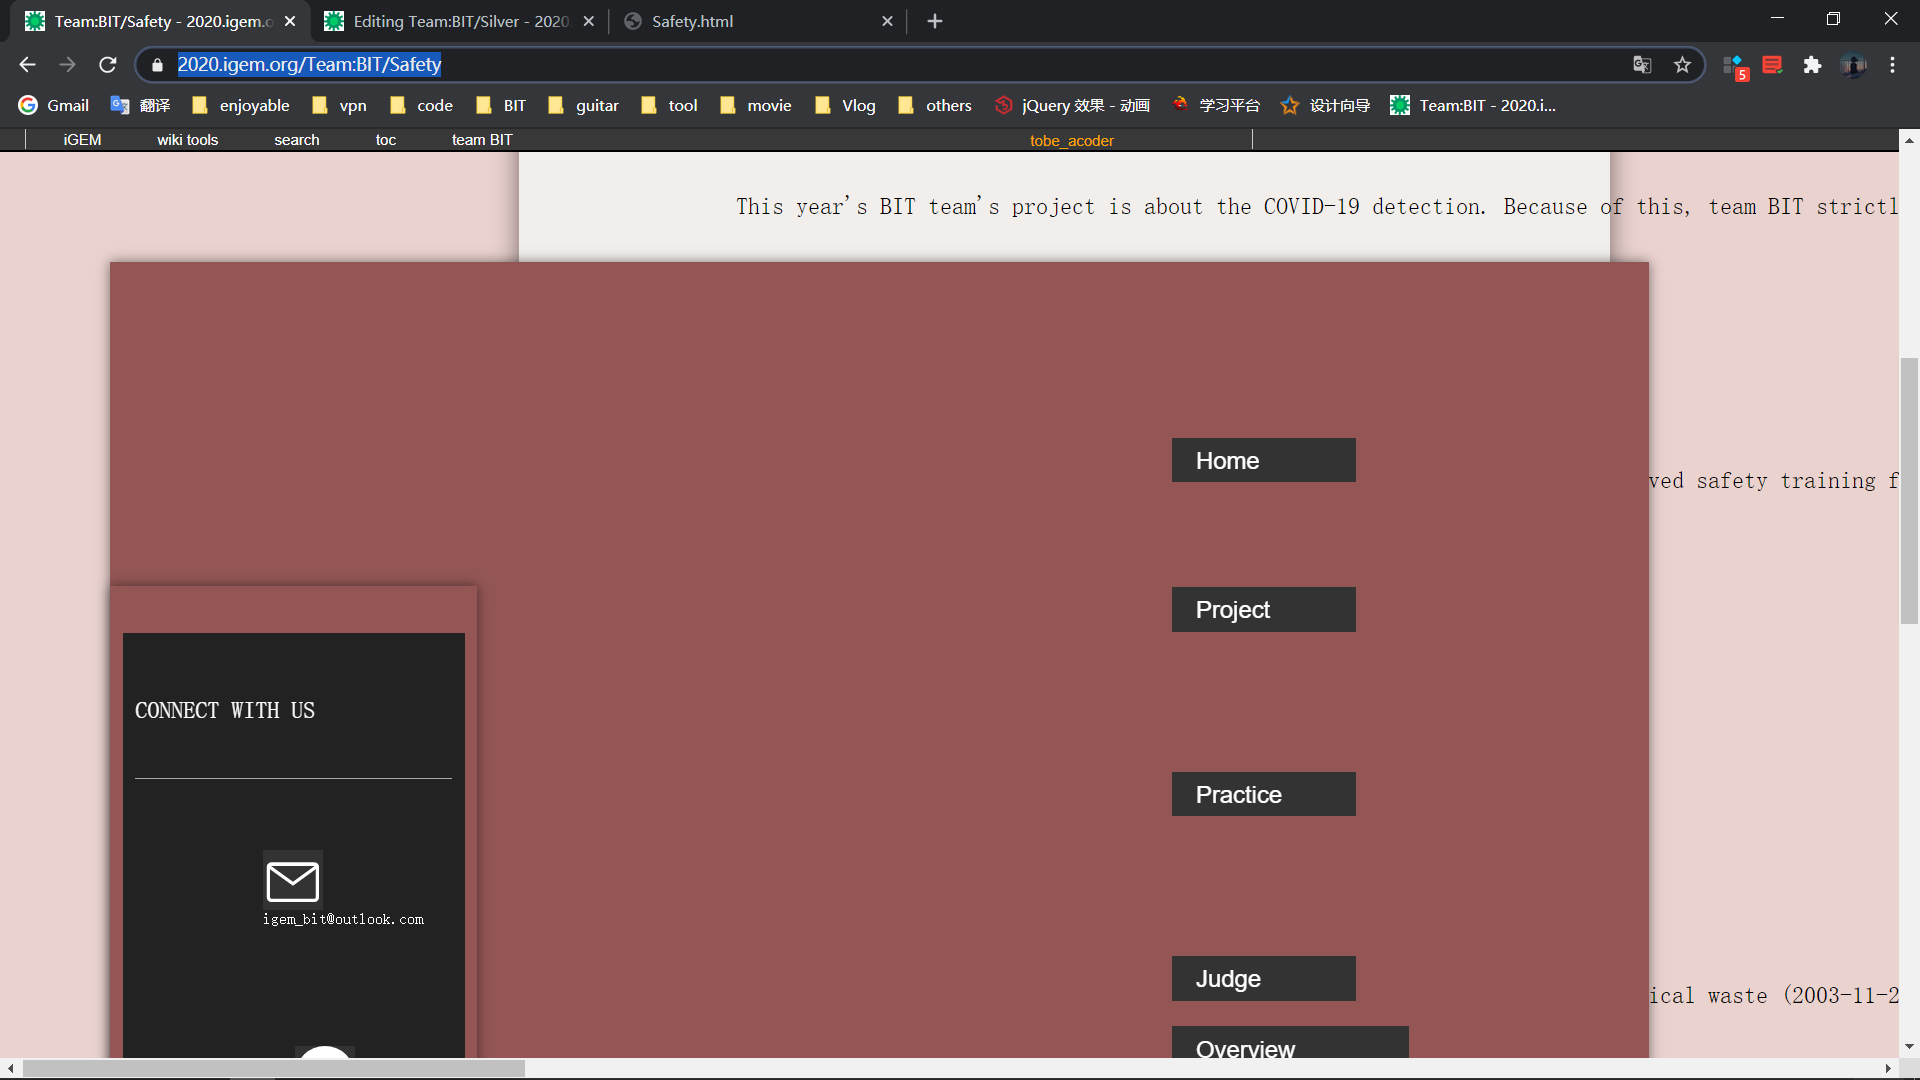 Team:BIT/Safety - 2020.igem.o
Editing Team:BIT/Silver - 2020.
Safety.html
2020.igem.org/Team:BIT/Safety
5
Gmail
翻译
enjoyable
vpn
code
BIT
guitar
tool
movie
Vlog
others
jQuery 效果 - 动画
学习平台
设计向导
Team:BIT - 2020.i...
iGEM
wiki tools
search
toc
team BIT
tobe_acoder
This year's BIT team's project is about the COVID-19 detection. Because of this, team BIT strictl
Home
ved safety training f
Project
CONNECT WITH US
Practice
igem_bit@outlook.com
Judge
ical waste (2003-11-2
Overview